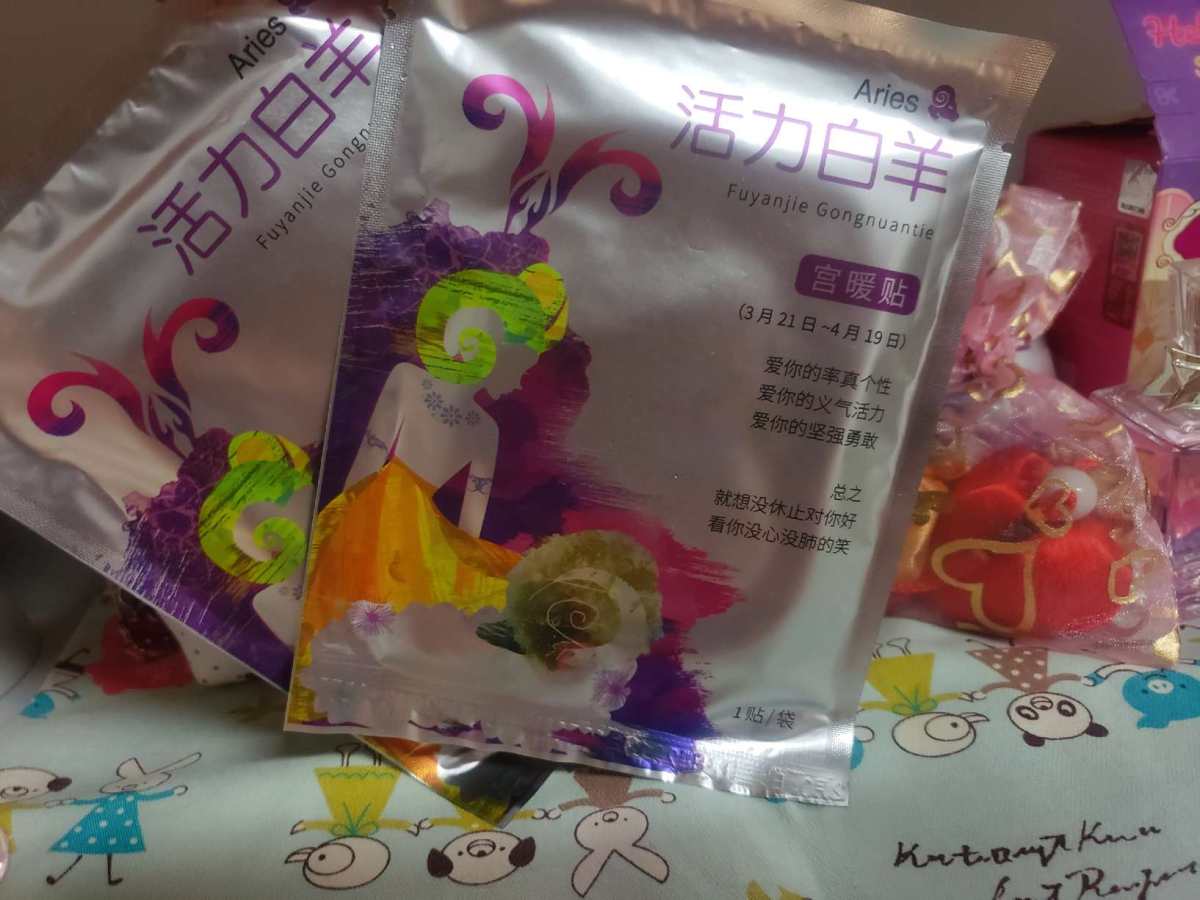 Aries
活力白羊
Fuyanjie Gongn
Aries
活力白羊
Fuyanjie Gongnuantie
宫暖贴
(3月21日~4月19日)
爱你的率真个性
爱你的义气活力
爱你的坚强勇敢
总之
就想没休止对你好
看你没心没肺的笑
1贴/袋